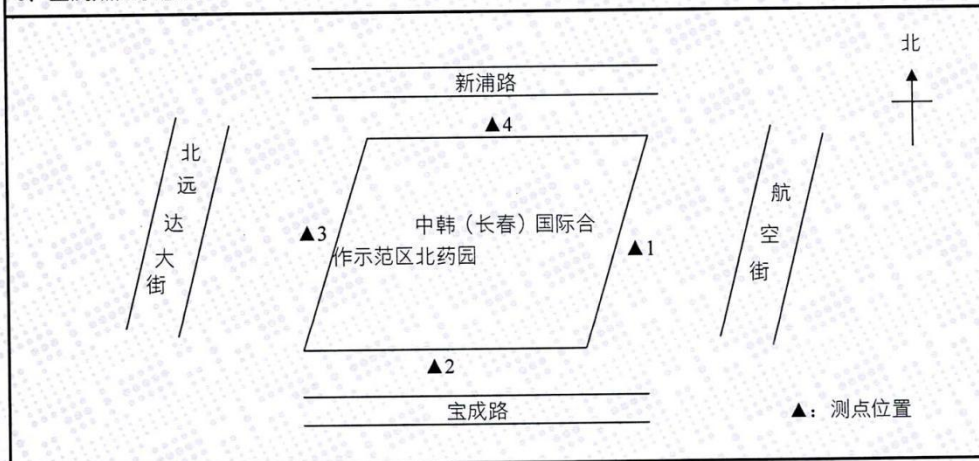 北
新浦路
▲4
北远达大街
中韩（长春）国际合
作示范区北药园
▲3
▲1
航空街
▲2
宝成路
▲：测点位置